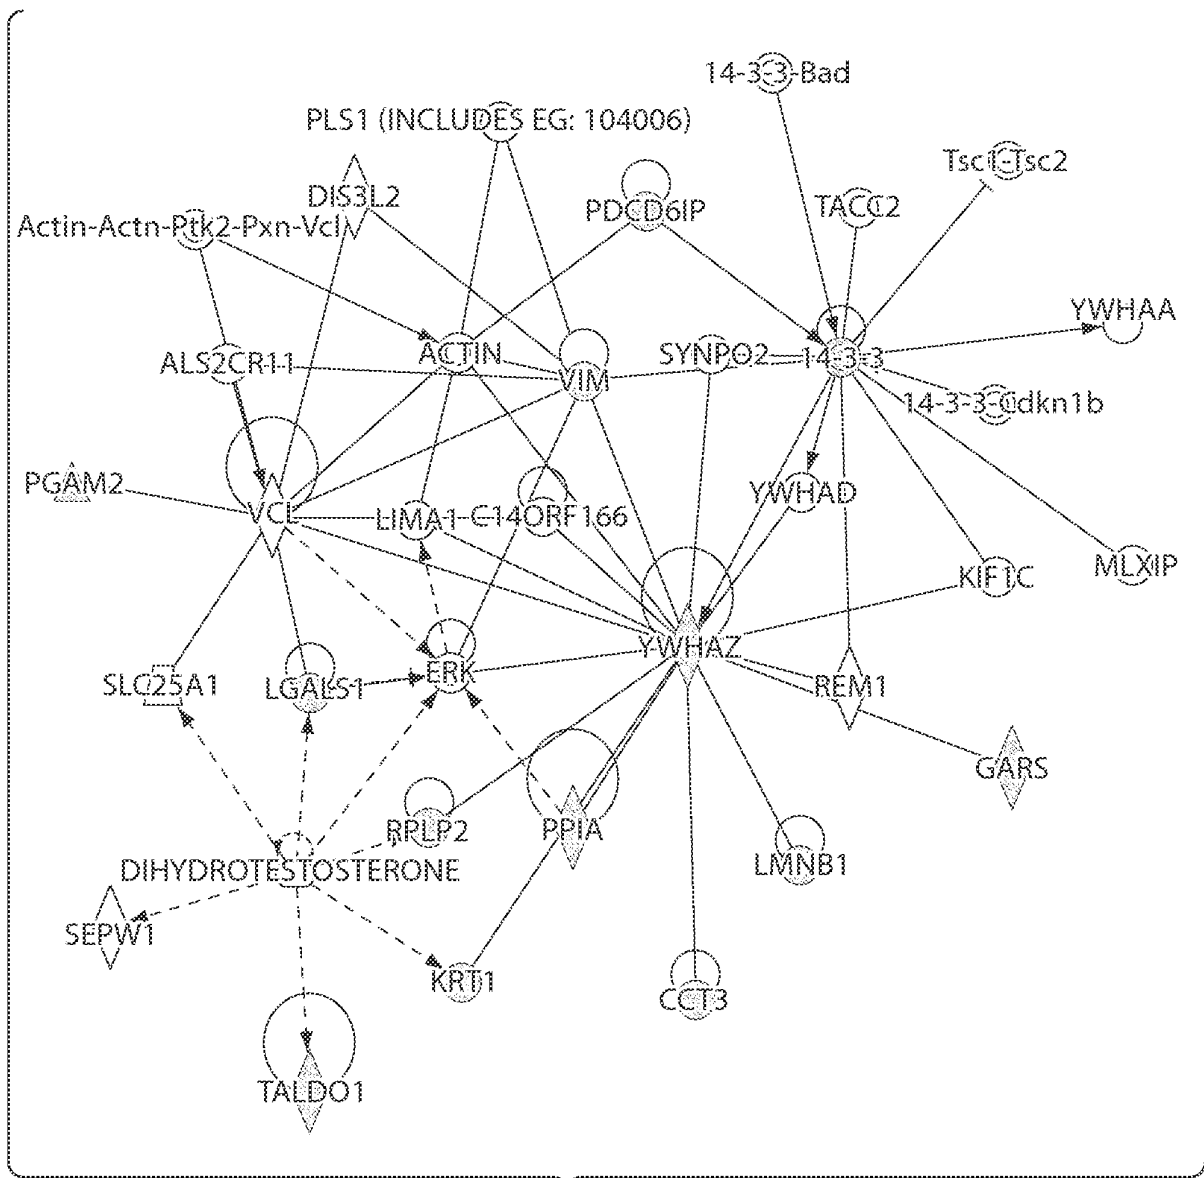 14-3-3-Bad
PLS1 (INCLUDES EG: 104006)
Tsc1-Tsc2
DIS3L2
PDCD6IP
TACC2
Actin-Actn-Ptk2-Pxn-Vcl
YWHAA
ALS2CR11
ACTIN
VIM
SYNPO2
14-3-3
14-3-3-Cdkn1b
PGAM2
VCL
LIMA1
C14ORF166
YWHAD
KIF1C
MLXIP
YWHAZ
SLC25A1
LGALS1
ERK
REM1
GARS
RPLP2
PPIA
LMNB1
DIHYDROTESTOSTERONE
SEPW1
KRT1
CCT3
TALDO1